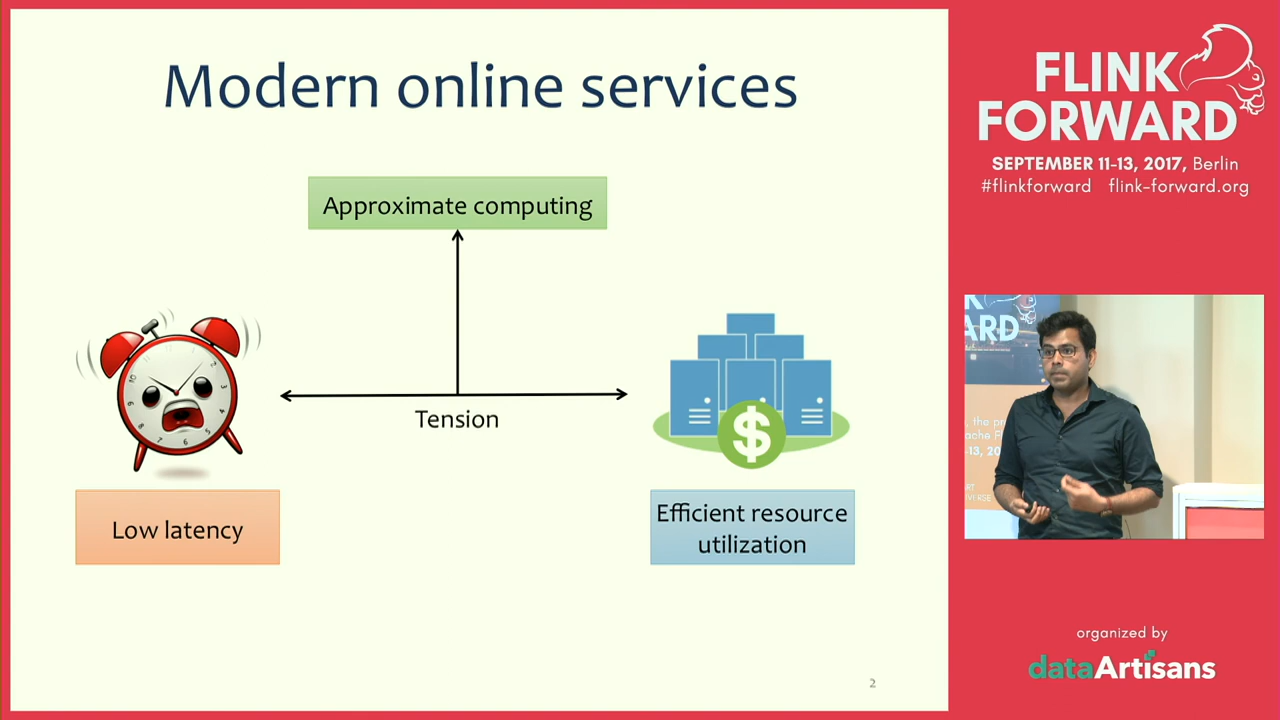 Modern online services
Approximate computing
Tension
Low latency
Efficient resource
utilization
2
FLINK
FORWARD
SEPTEMBER 11-13, 2017, Berlin
#flinkforward flink-forward.org
ARD
organized by
dataArtisans